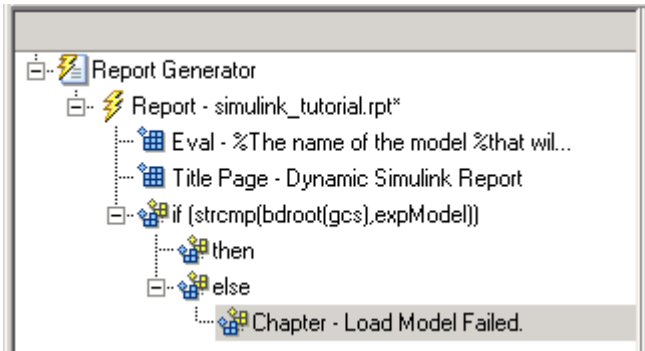 Report Generator
Report - simulink_tutorial.rpt*
Eval - %The name of the model %that wil...
Title Page - Dynamic Simulink Report
if (strcmp(bdroot(gcs),expModel))
then
else
Chapter - Load Model Failed.